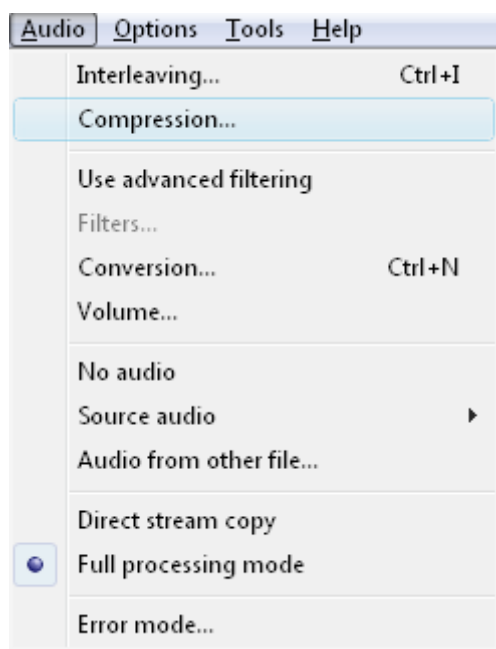 Audio Options Tools Help
Interleaving... Ctrl+I
Compression...
Use advanced filtering
Filters...
Conversion... Ctrl+N
Volume...
No audio
Source audio
Audio from other file...
Direct stream copy
Full processing mode
Error mode...